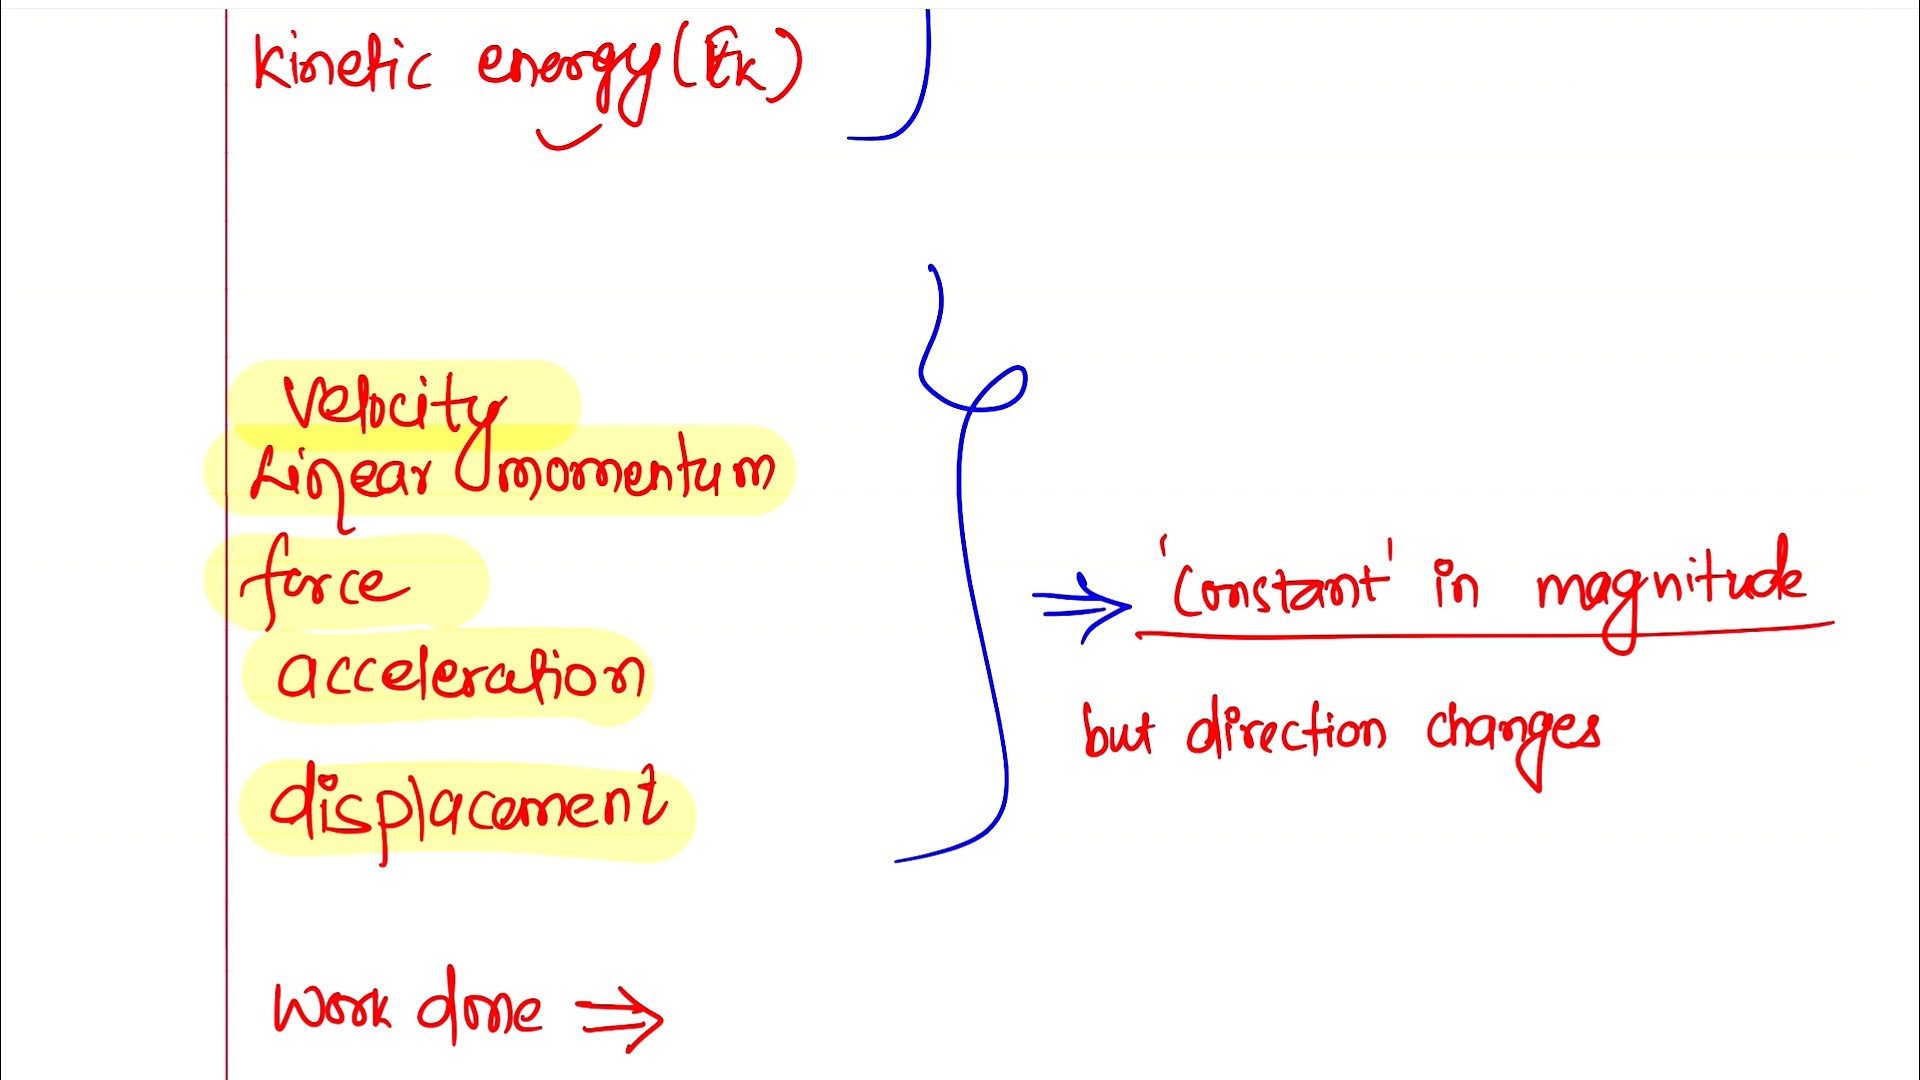 Kinetic energy (Ek)
Velocity
Linear momentum
force
acceleration
displacement
'constant' in magnitude
but direction changes
Work done ⇒